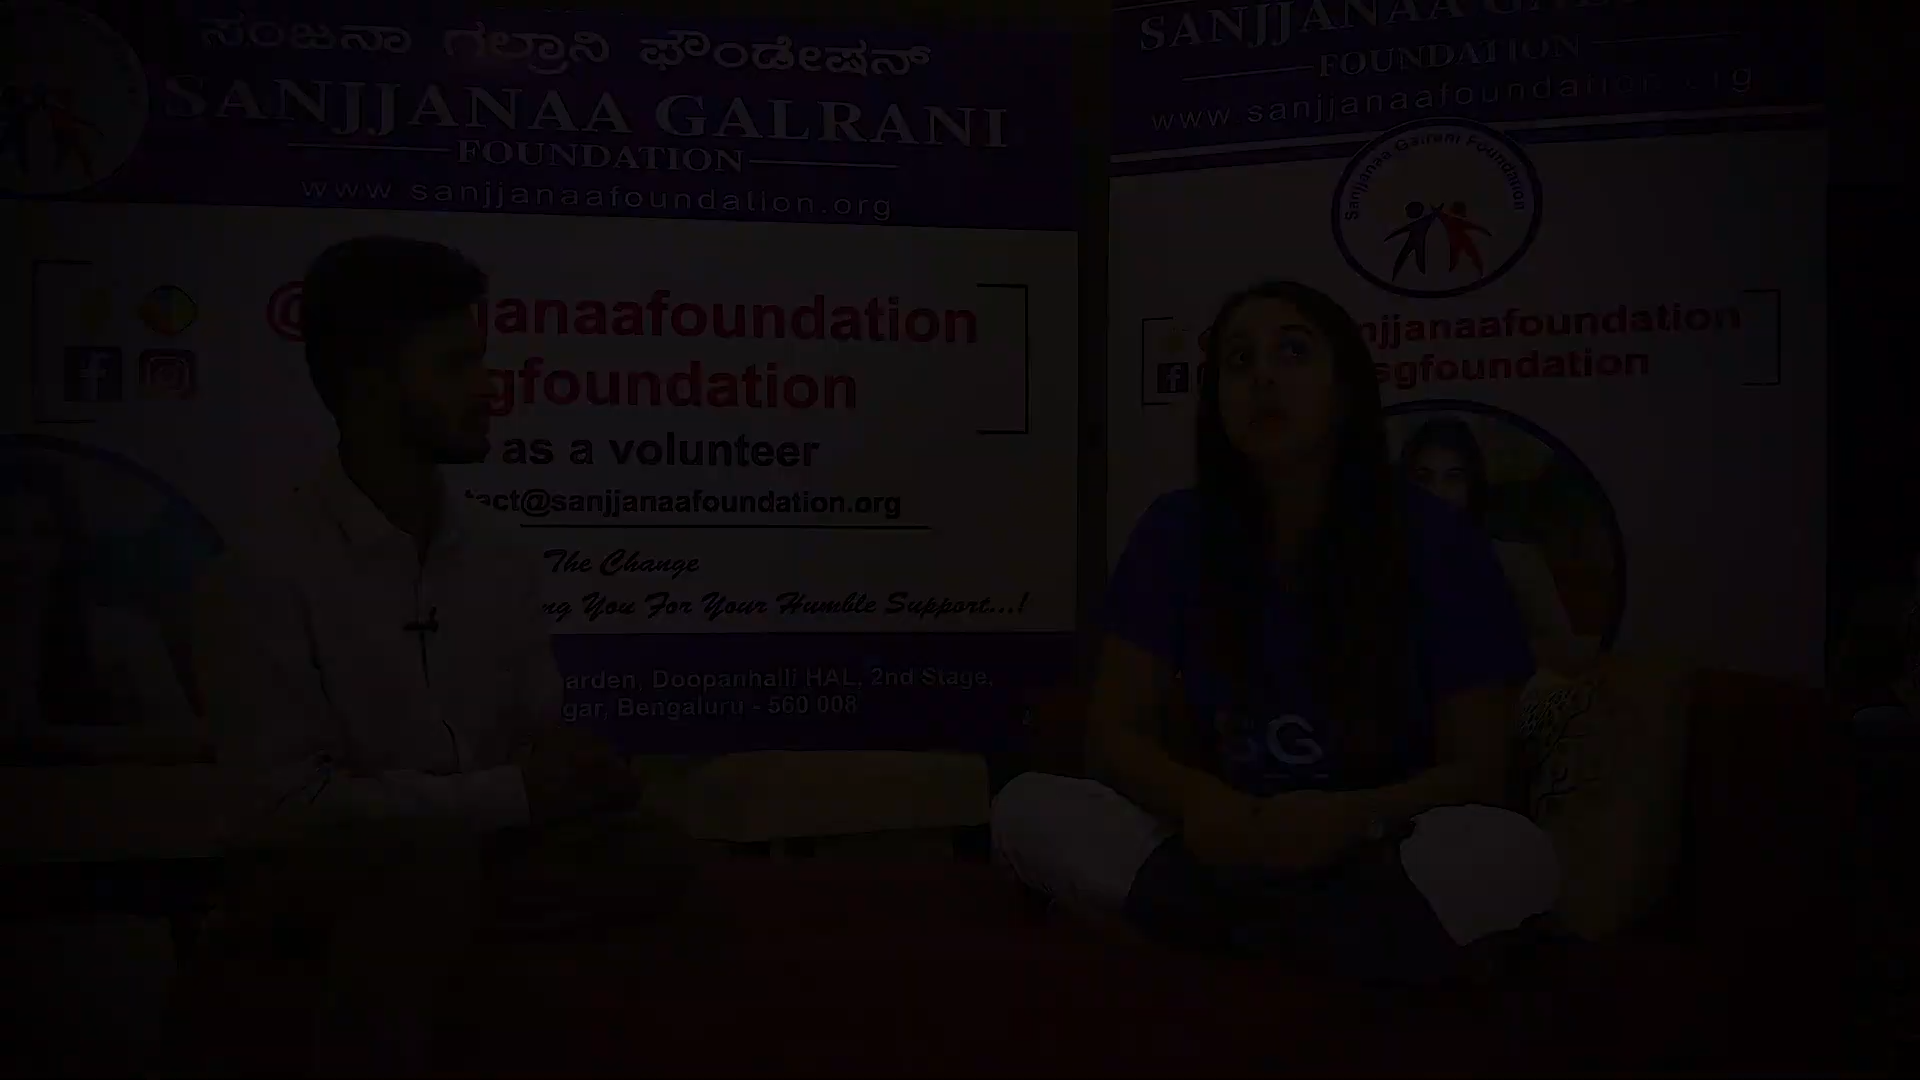 ಸಂಜನಾ ಗಲ್ರಾನಿ ಫೌಂಡೇಷನ್
SANJJANAA GALRANI
FOUNDATION
www sanjjanaafoundation.org
janaafoundation
gfoundation
as a volunteer
tact@sanjjanaafoundation.org
The Change
ng You For Your Humble Support...!
arden, Doopanhalli HAL, 2nd Stage,
gar, Bengaluru - 560 008
SANJJANAA GALRANI
FOUNDATION
www sanjjanaafoundation.org
Sanjjanaa Galrani Foundation
njjanaafoundation
sgfoundation
SG